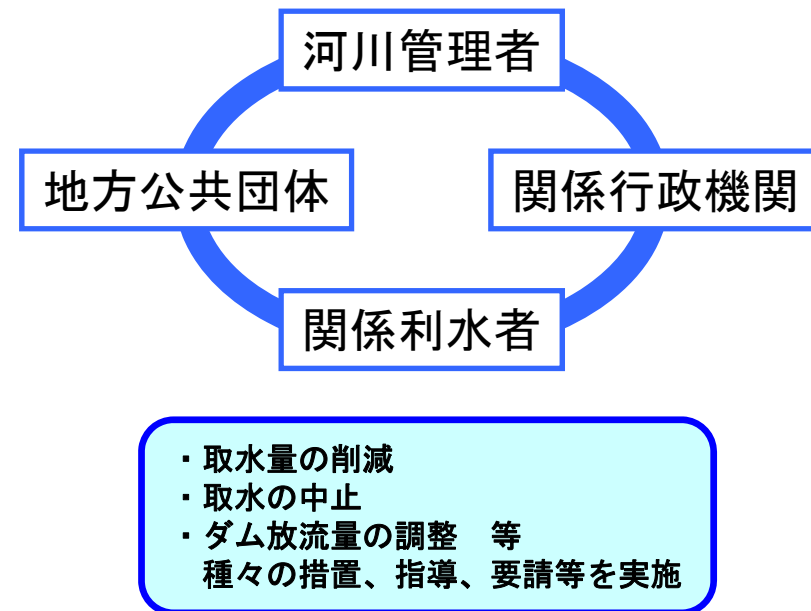 河川管理者
地方公共団体
関係行政機関
関係利水者
・取水量の削減
・取水の中止
・ダム放流量の調整　等
種々の措置、指導、要請等を実施